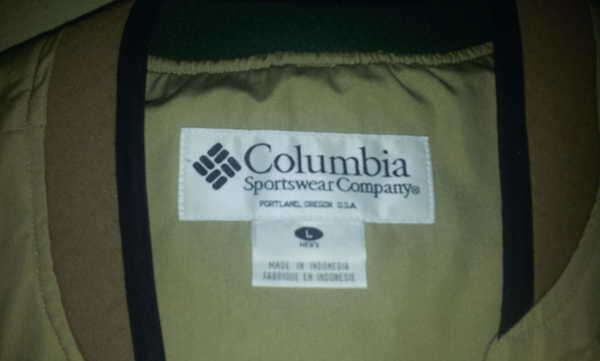 Columbia
Sportswear Company®
PORTLAND, OREGON U.S.A.
L
MEN'S
MADE IN INDONESIA
FABRIQUE EN INDONESIE